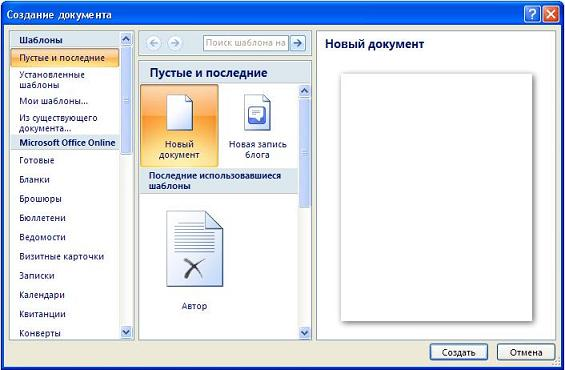 Создание документа
Шаблоны
Пустые и последние
Установленные
шаблоны
Мои шаблоны...
Из существующего
документа...
Microsoft Office Online
Готовые
Бланки
Брошюры
Бюллетени
Ведомости
Визитные карточки
Записки
Календари
Квитанции
Конверты
Поиск шаблона на
Пустые и последние
Новый
документ
Новая запись
блога
Последние использовавшиеся
шаблоны
Автор
Новый документ
Создать
Отмена